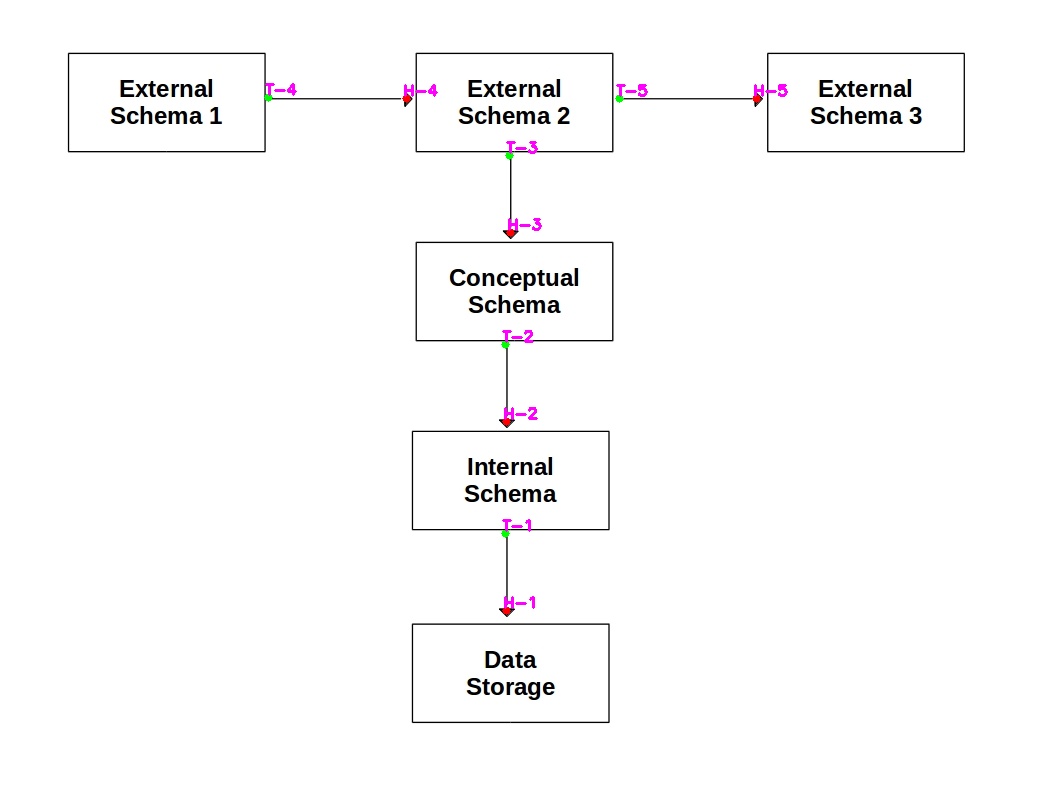 External
Schema 1
T-4
H-4
External
Schema 2
T-5
H-5
External
Schema 3
T-3
H-3
Conceptual
Schema
T-2
H-2
Internal
Schema
T-1
H-1
Data
Storage